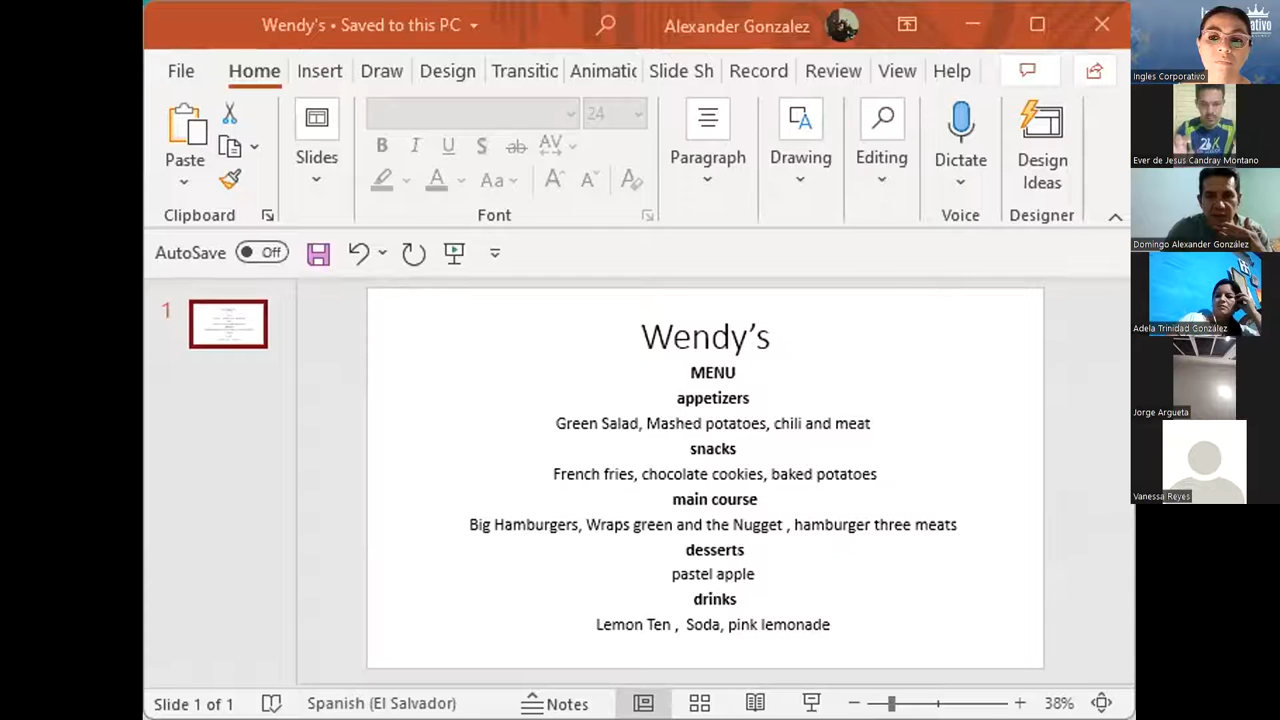 Wendy's • Saved to this PC
Alexander Gonzalez
File Home Insert Draw Design Transitic Animatic Slide Sh Record Review View Help
24
Paste Slides Paragraph Drawing Editing Dictate Design Ideas
B I U S ab AV
A Aa A A A
Clipboard Font Voice Designer
AutoSave Off
1
Wendy's
MENU
appetizers
Green Salad, Mashed potatoes, chili and meat
snacks
French fries, chocolate cookies, baked potatoes
main course
Big Hamburgers, Wraps green and the Nugget , hamburger three meats
desserts
pastel apple
drinks
Lemon Ten , Soda, pink lemonade
Slide 1 of 1 Spanish (El Salvador) Notes 38%
Ingles Corporativo
Ever de Jesus Candray Montano
Domingo Alexander González
Adela Trinidad González
Jorge Argueta
Vanessa Reyes